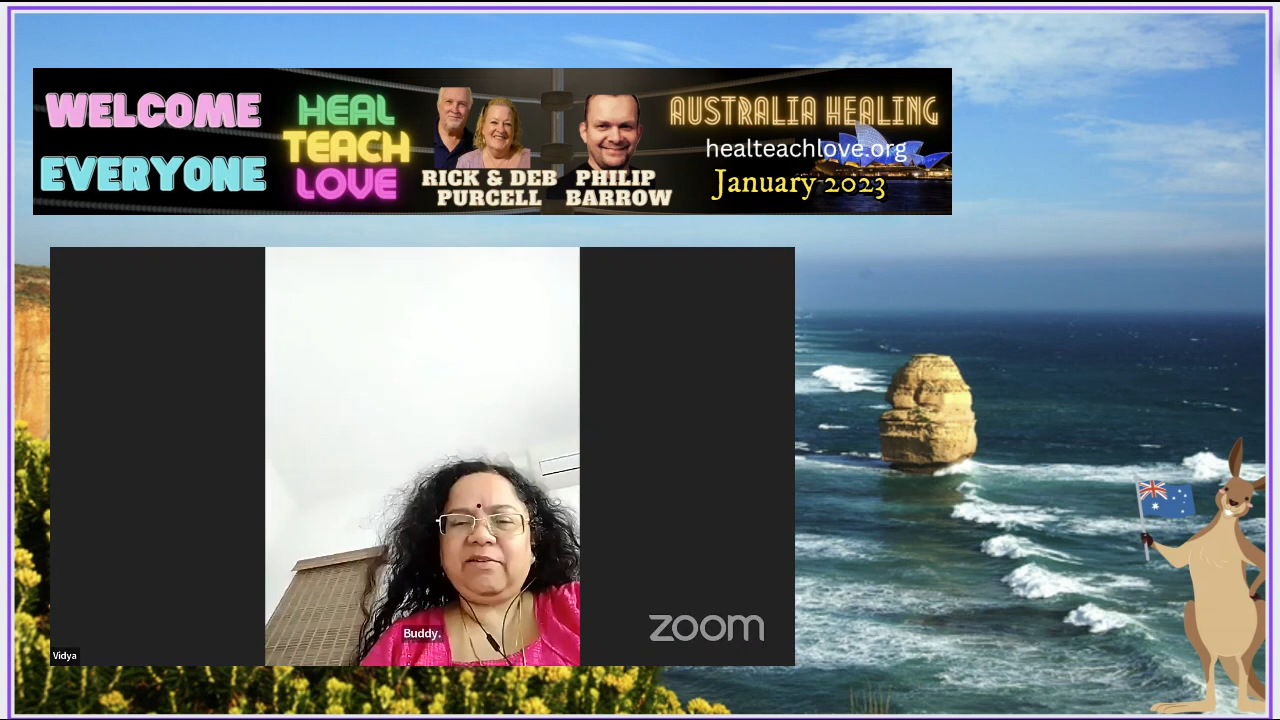 WELCOME
EVERYONE
HEAL
TEACH
LOVE
RICK & DEB
PURCELL
PHILIP
BARROW
AUSTRALIA HEALING
healteachlove.org
January 2023
Buddy.
zoom
Vidya